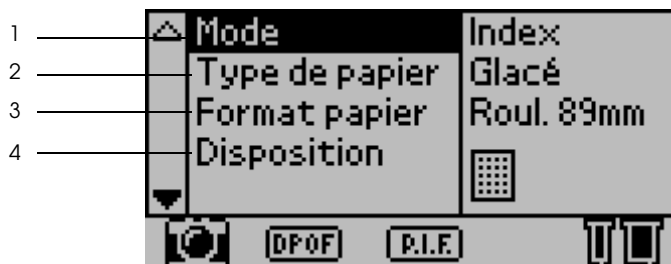 1 Mode Index
2 Type de papier Glacé
3 Format papier Roul. 89mm
4 Disposition
DPOF P.I.F.